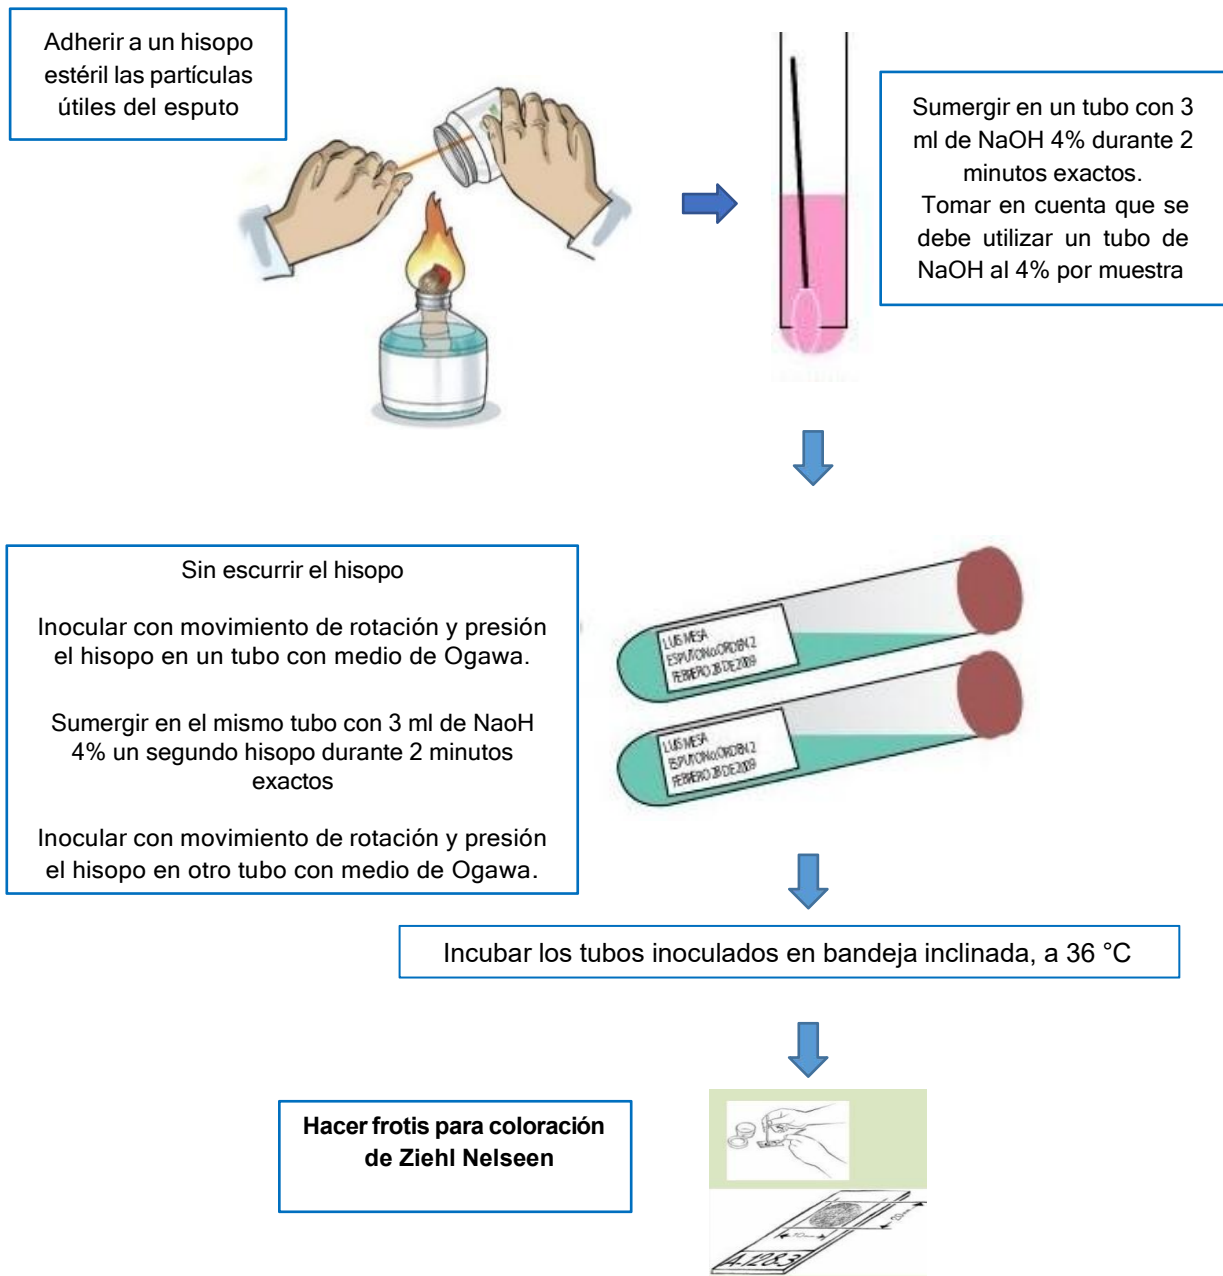 Adherir a un hisopo
estéril las partículas
útiles del esputo
Sumergir en un tubo con 3
ml de NaOH 4% durante 2
minutos exactos.
Tomar en cuenta que se
debe utilizar un tubo de
NaOH al 4% por muestra
Sin escurrir el hisopo
Inocular con movimiento de rotación y presión
el hisopo en un tubo con medio de Ogawa.
Sumergir en el mismo tubo con 3 ml de NaoH
4% un segundo hisopo durante 2 minutos
exactos
Inocular con movimiento de rotación y presión
el hisopo en otro tubo con medio de Ogawa.
LUIS MESA
ESPUTO No ORDEN 2
FEBRERO 28 DE 2009
LUIS MESA
ESPUTO No ORDEN 2
FEBRERO 28 DE 2009
Incubar los tubos inoculados en bandeja inclinada, a 36 °C
Hacer frotis para coloración
de Ziehl Nelseen
A-128-3